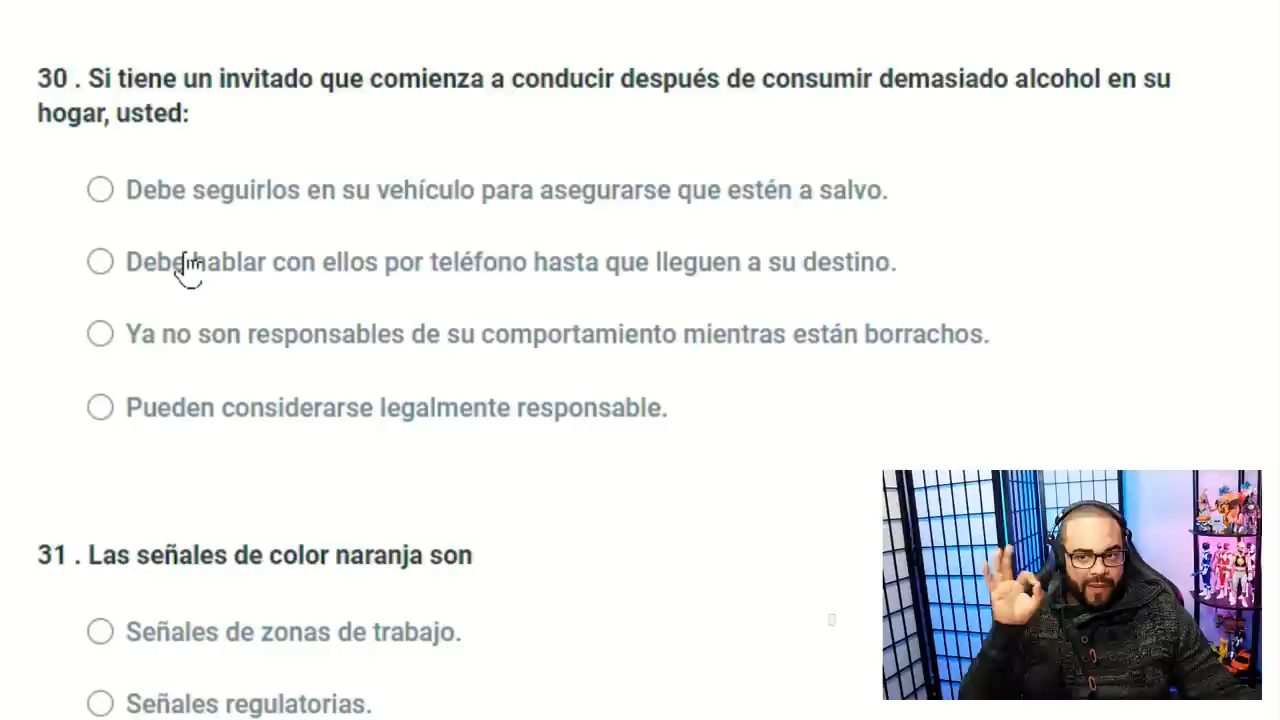 30 . Si tiene un invitado que comienza a conducir después de consumir demasiado alcohol en su
hogar, usted:
Debe seguirlos en su vehículo para asegurarse que estén a salvo.
Debe hablar con ellos por teléfono hasta que lleguen a su destino.
Ya no son responsables de su comportamiento mientras están borrachos.
Pueden considerarse legalmente responsable.
31 . Las señales de color naranja son
Señales de zonas de trabajo.
Señales regulatorias.